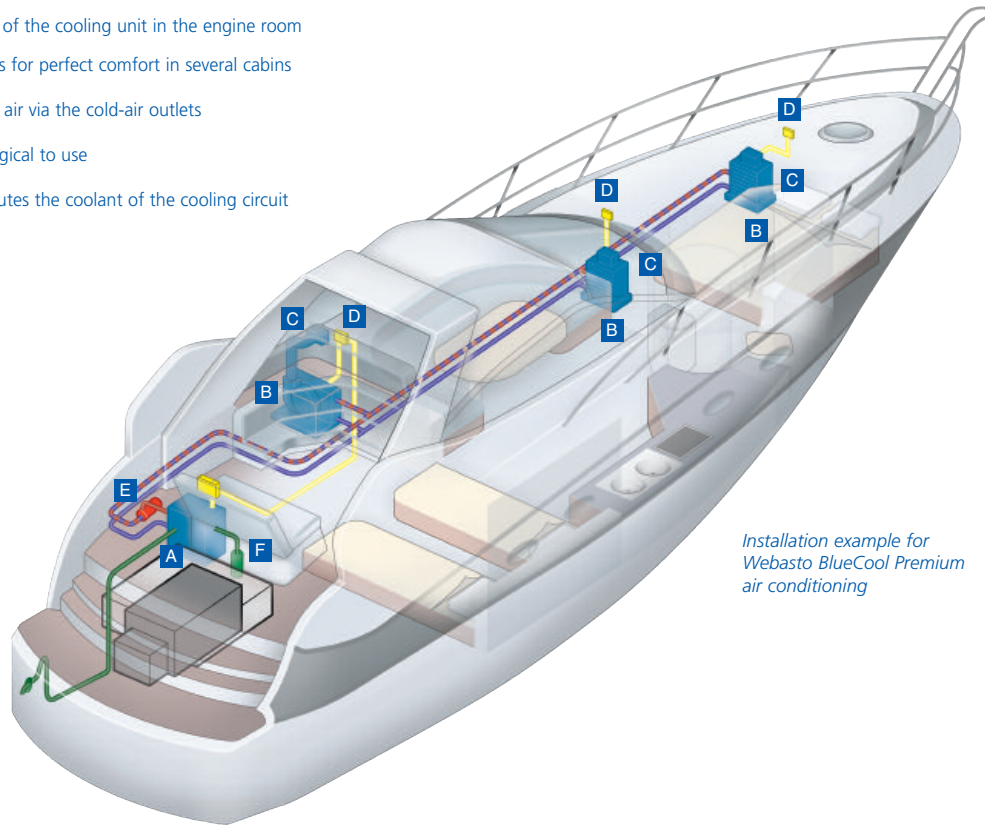 of the cooling unit in the engine room
s for perfect comfort in several cabins
air via the cold-air outlets
gical to use
utes the coolant of the cooling circuit
D
D
C
C
B
B
C
D
B
E
A
F
Installation example for
Webasto BlueCool Premium
air conditioning